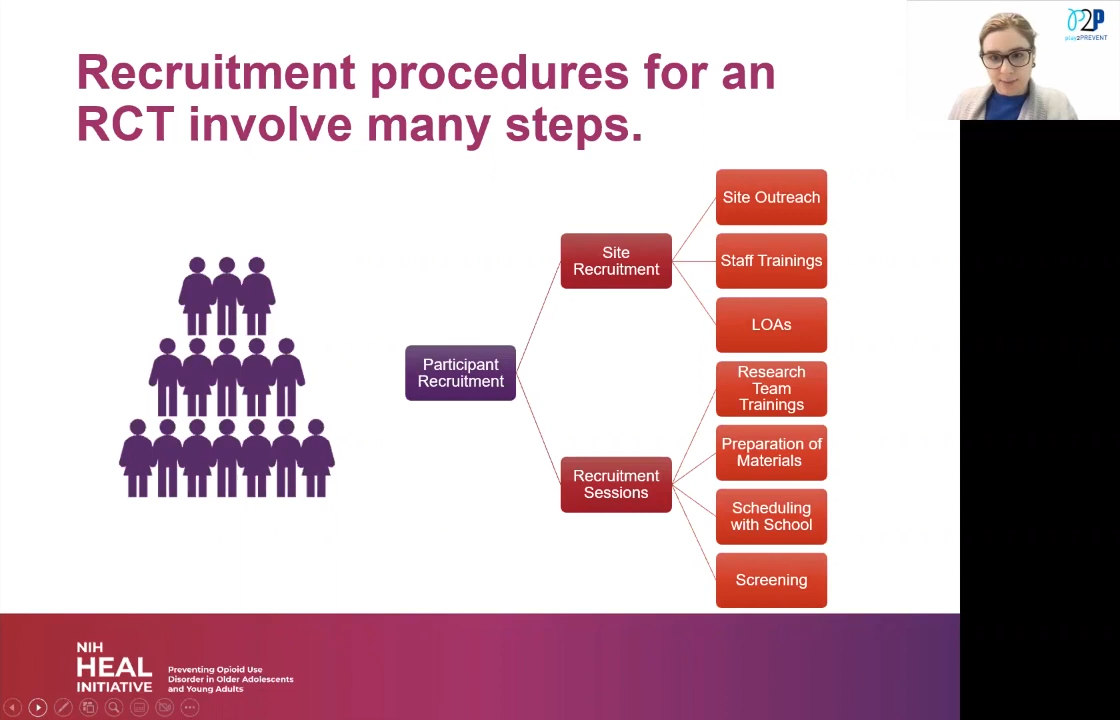 Recruitment procedures for an
RCT involve many steps.
P2P
play2PREVENT
Participant
Recruitment
Site
Recruitment
Recruitment
Sessions
Site Outreach
Staff Trainings
LOAs
Research
Team
Trainings
Preparation of
Materials
Scheduling
with School
Screening
NIH
HEAL
INITIATIVE
Preventing Opioid Use
Disorder in Older Adolescents
and Young Adults